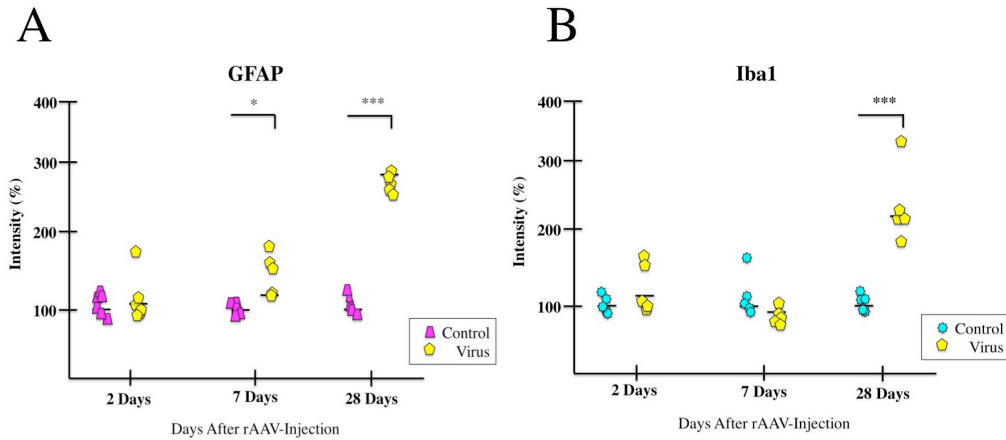 A
GFAP
400
300
200
100
Intensity (%)
*
***
Control
Virus
2 Days
7 Days
28 Days
Days After rAAV-Injection
B
Iba1
400
300
200
100
Intensity (%)
***
Control
Virus
2 Days
7 Days
28 Days
Days After rAAV-Injection